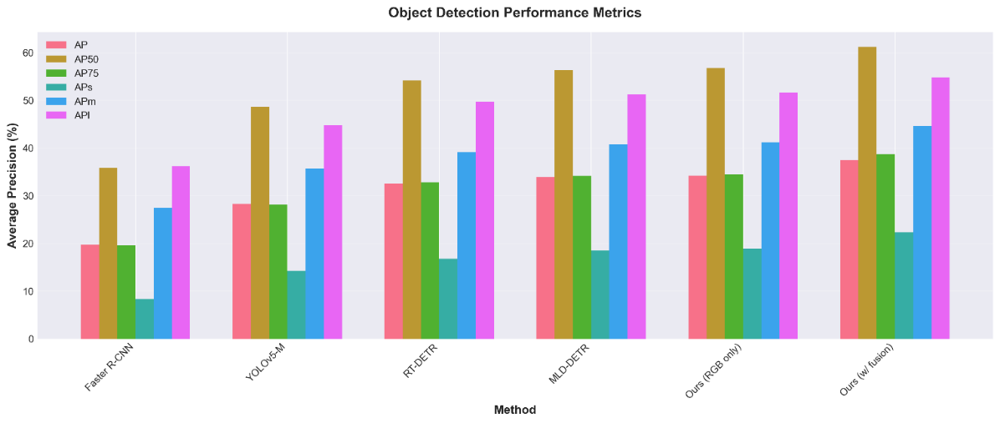 Object Detection Performance Metrics
AP
AP50
AP75
APs
APm
APl
60
50
40
30
20
10
0
Average Precision (%)
Faster R-CNN
YOLOv5-M
RT-DETR
MLD-DETR
Ours (RGB only)
Ours (w/ fusion)
Method